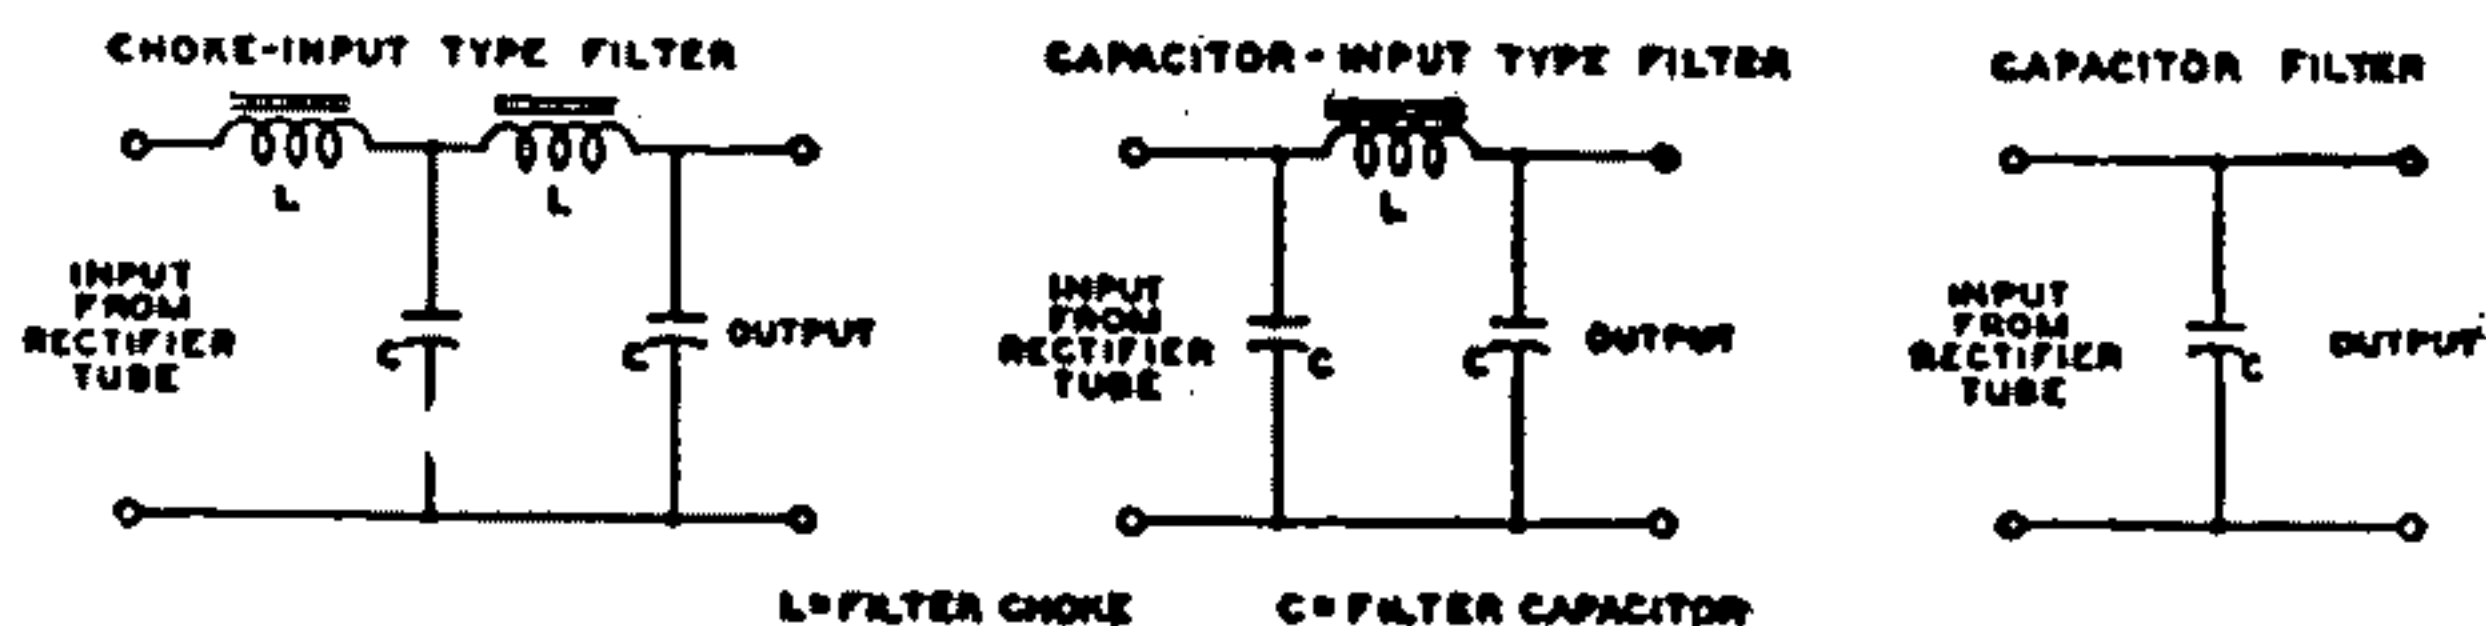 CHOKE-INPUT TYPE FILTER
L
L
INPUT
FROM
RECTIFIER
TUBE
C
C
OUTPUT
CAPACITOR-INPUT TYPE FILTER
L
INPUT
FROM
RECTIFIER
TUBE
C
C
OUTPUT
CAPACITOR FILTER
INPUT
FROM
RECTIFIER
TUBE
C
OUTPUT
L=FILTER CHOKE
C=FILTER CAPACITOR